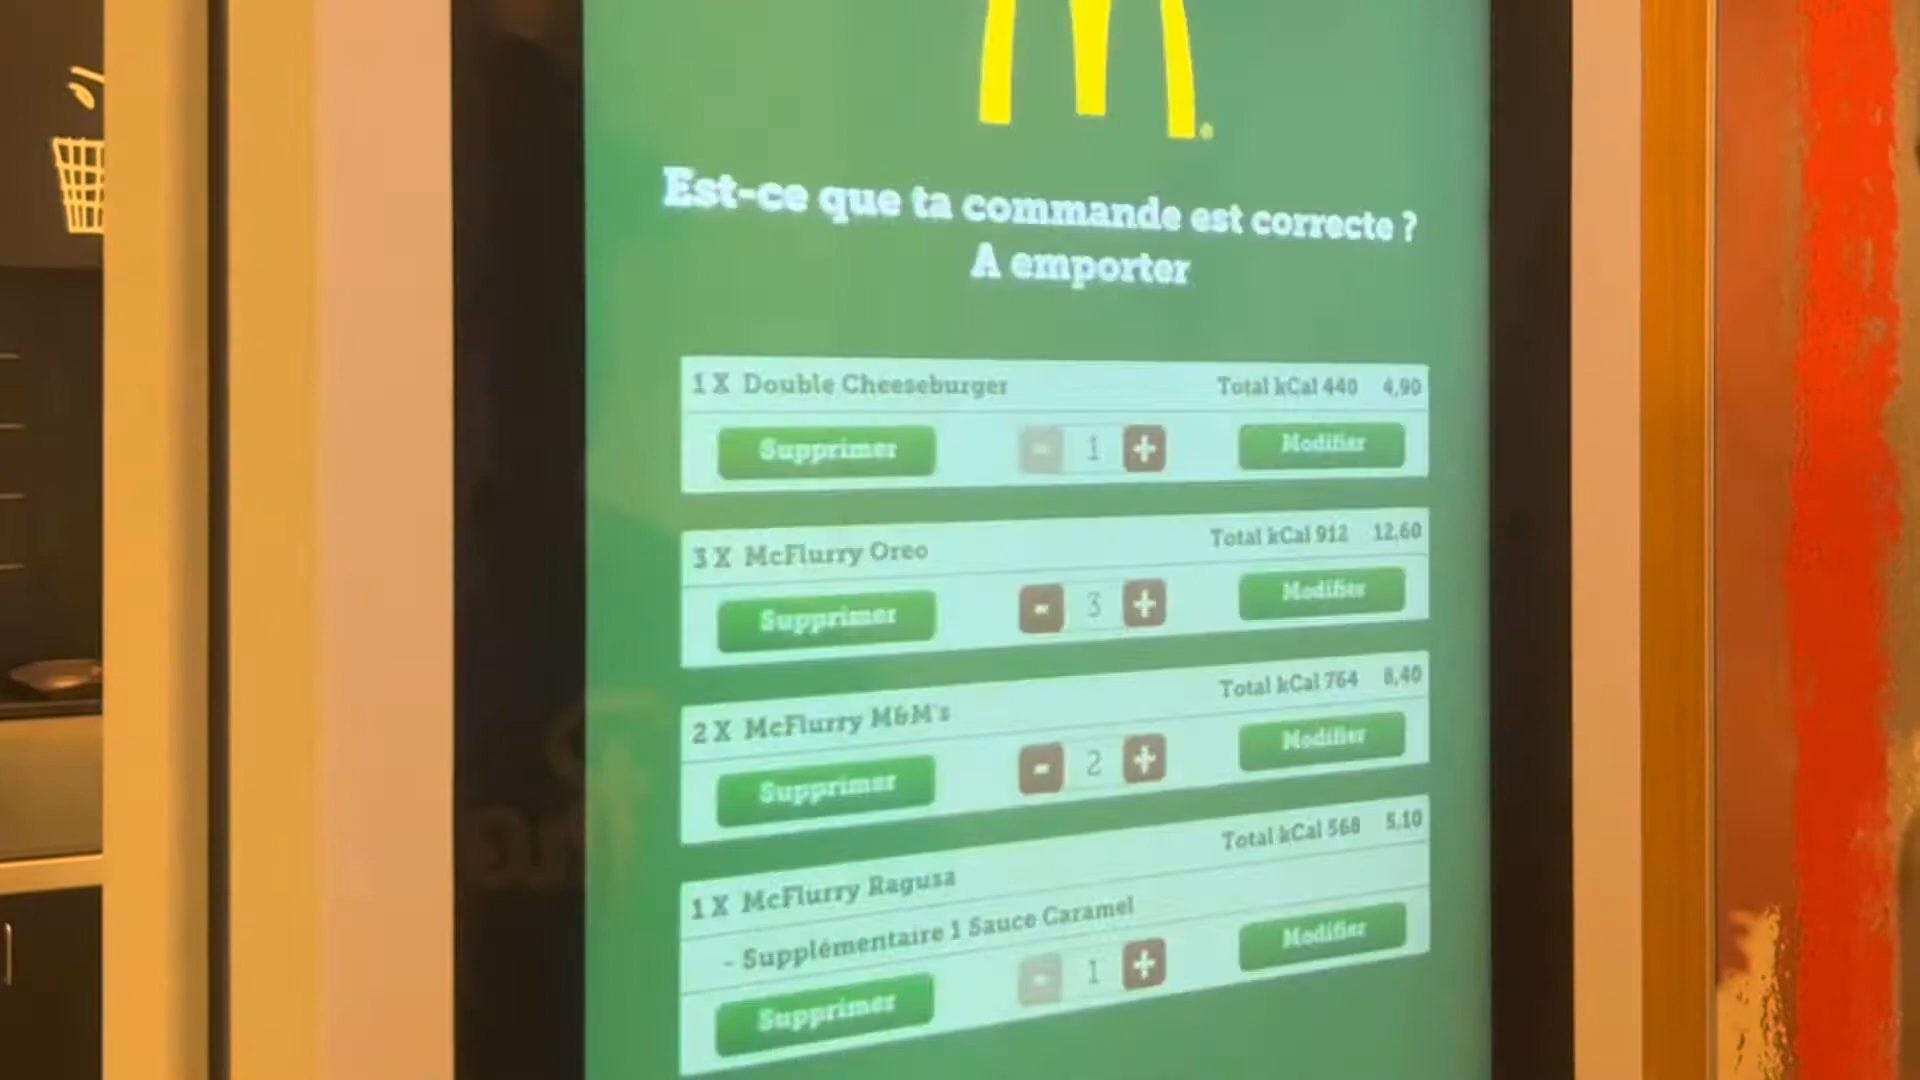 Est-ce que ta commande est correcte ?
A emporter
1 X Double Cheeseburger Total kCal 440 4,90
Supprimer - 1 + Modifier
3 X McFlurry Oreo Total kCal 912 12,60
Supprimer - 3 + Modifier
2 X McFlurry M&M's Total kCal 764 8,40
Supprimer - 2 + Modifier
1 X McFlurry Ragusa Total kCal 568 5,10
- Supplémentaire 1 Sauce Caramel
Supprimer - 1 + Modifier